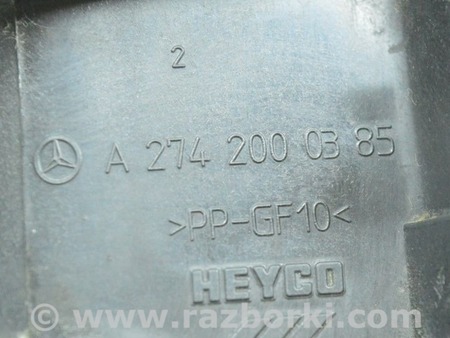 2
A 274 200 03 85
>PP-GF10<
HEYCO
© www.razborki.com